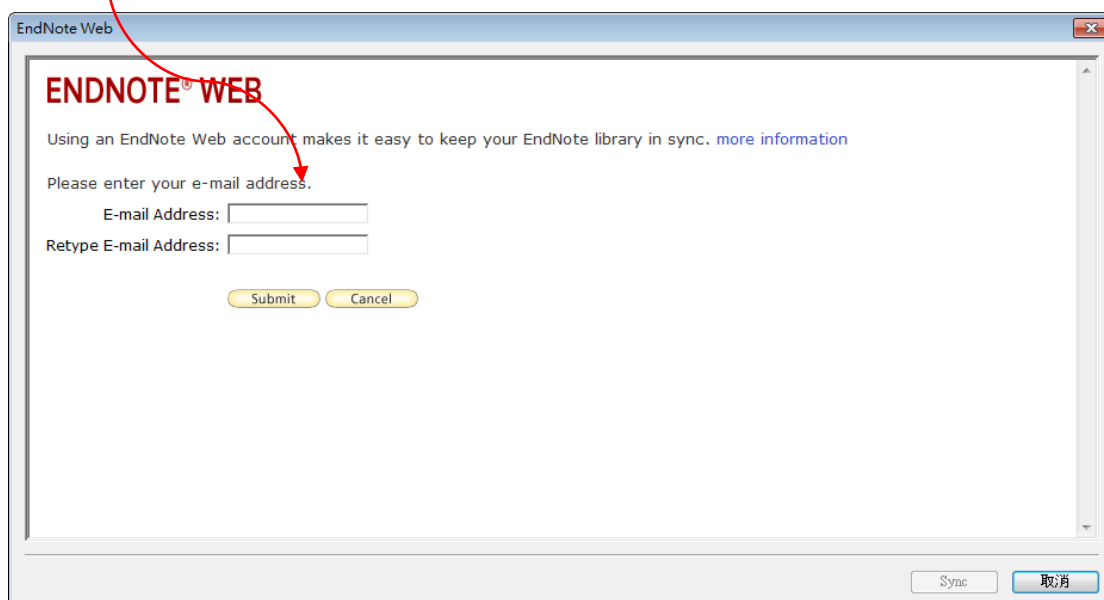 EndNote Web
ENDNOTE® WEB
Using an EndNote Web account makes it easy to keep your EndNote library in sync. more information
Please enter your e-mail address.
E-mail Address:
Retype E-mail Address:
Submit Cancel
Sync 取消